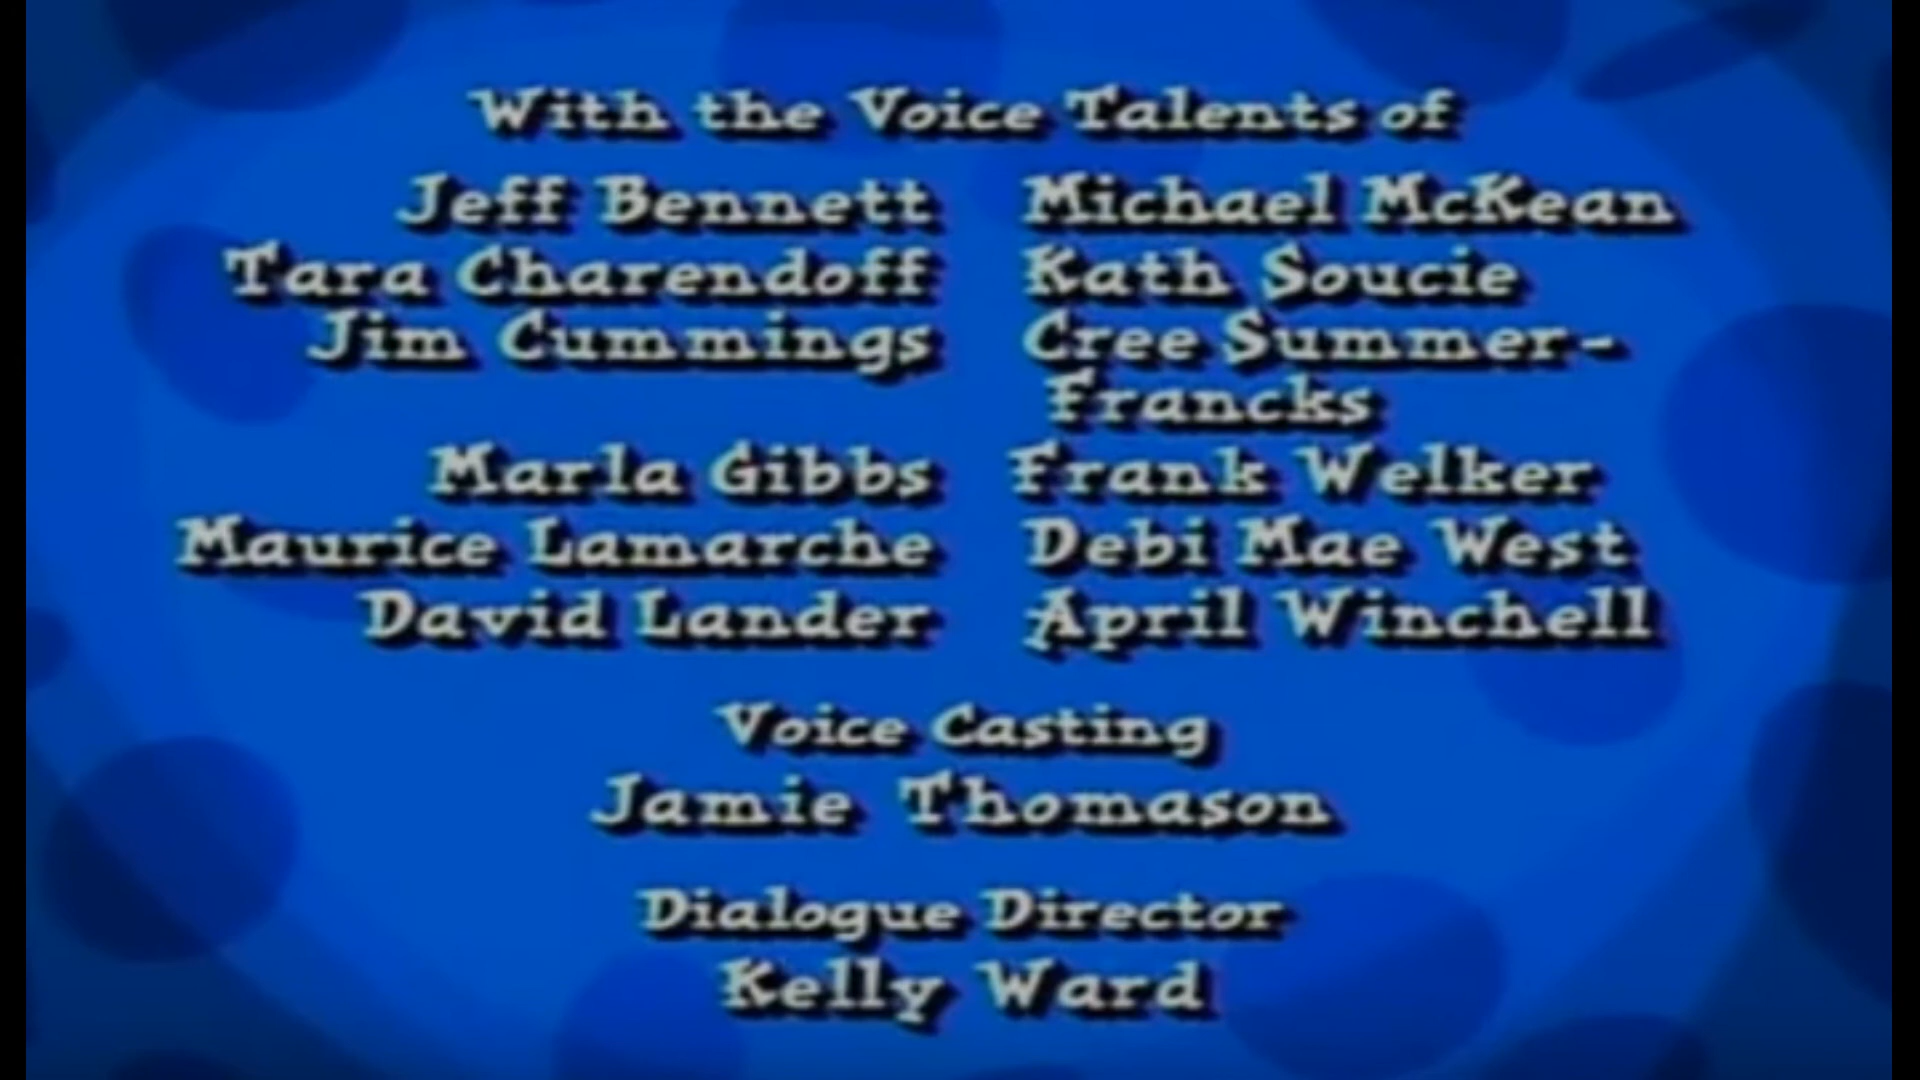 With the Voice Talents of
Jeff Bennett Michael McKean
Tara Charendoff Kath Soucie
Jim Cummings Cree Summer-
Francks
Marla Gibbs Frank Welker
Maurice Lamarche Debi Mae West
David Lander April Winchell
Voice Casting
Jamie Thomason
Dialogue Director
Kelly Ward